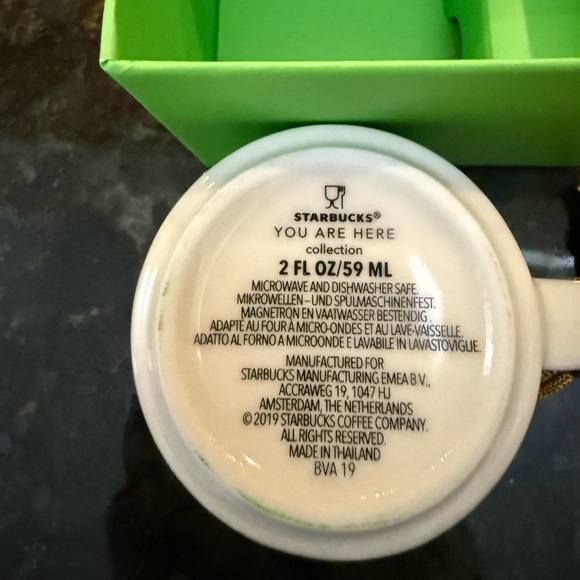 STARBUCKS®
YOU ARE HERE
collection
2 FL OZ/59 ML
MICROWAVE AND DISHWASHER SAFE.
MIKROWELLEN – UND SPÜLMASCHINENFEST.
MAGNETRON EN VAATWASSER BESTENDIG.
ADAPTE AU FOUR À MICRO-ONDES ET AU LAVE-VAISSELLE.
ADATTO AL FORNO A MICROONDE E LAVABILE IN LAVASTOVIGLIE.
MANUFACTURED FOR
STARBUCKS MANUFACTURING EMEA B.V.,
ACCRAWEG 19, 1047 HJ
AMSTERDAM, THE NETHERLANDS
© 2019 STARBUCKS COFFEE COMPANY.
ALL RIGHTS RESERVED.
MADE IN THAILAND
BVA 19